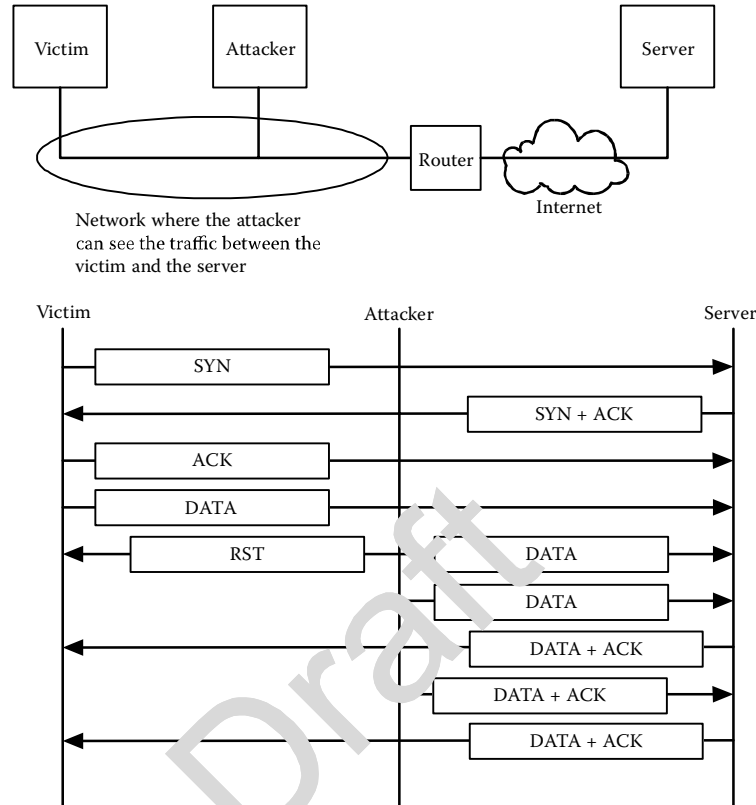 Victim
Attacker
Server
Router
Internet
Network where the attacker
can see the traffic between the
victim and the server
Victim
Attacker
Server
SYN
SYN + ACK
ACK
DATA
RST
DATA
DATA
DATA + ACK
DATA + ACK
DATA + ACK
Draft